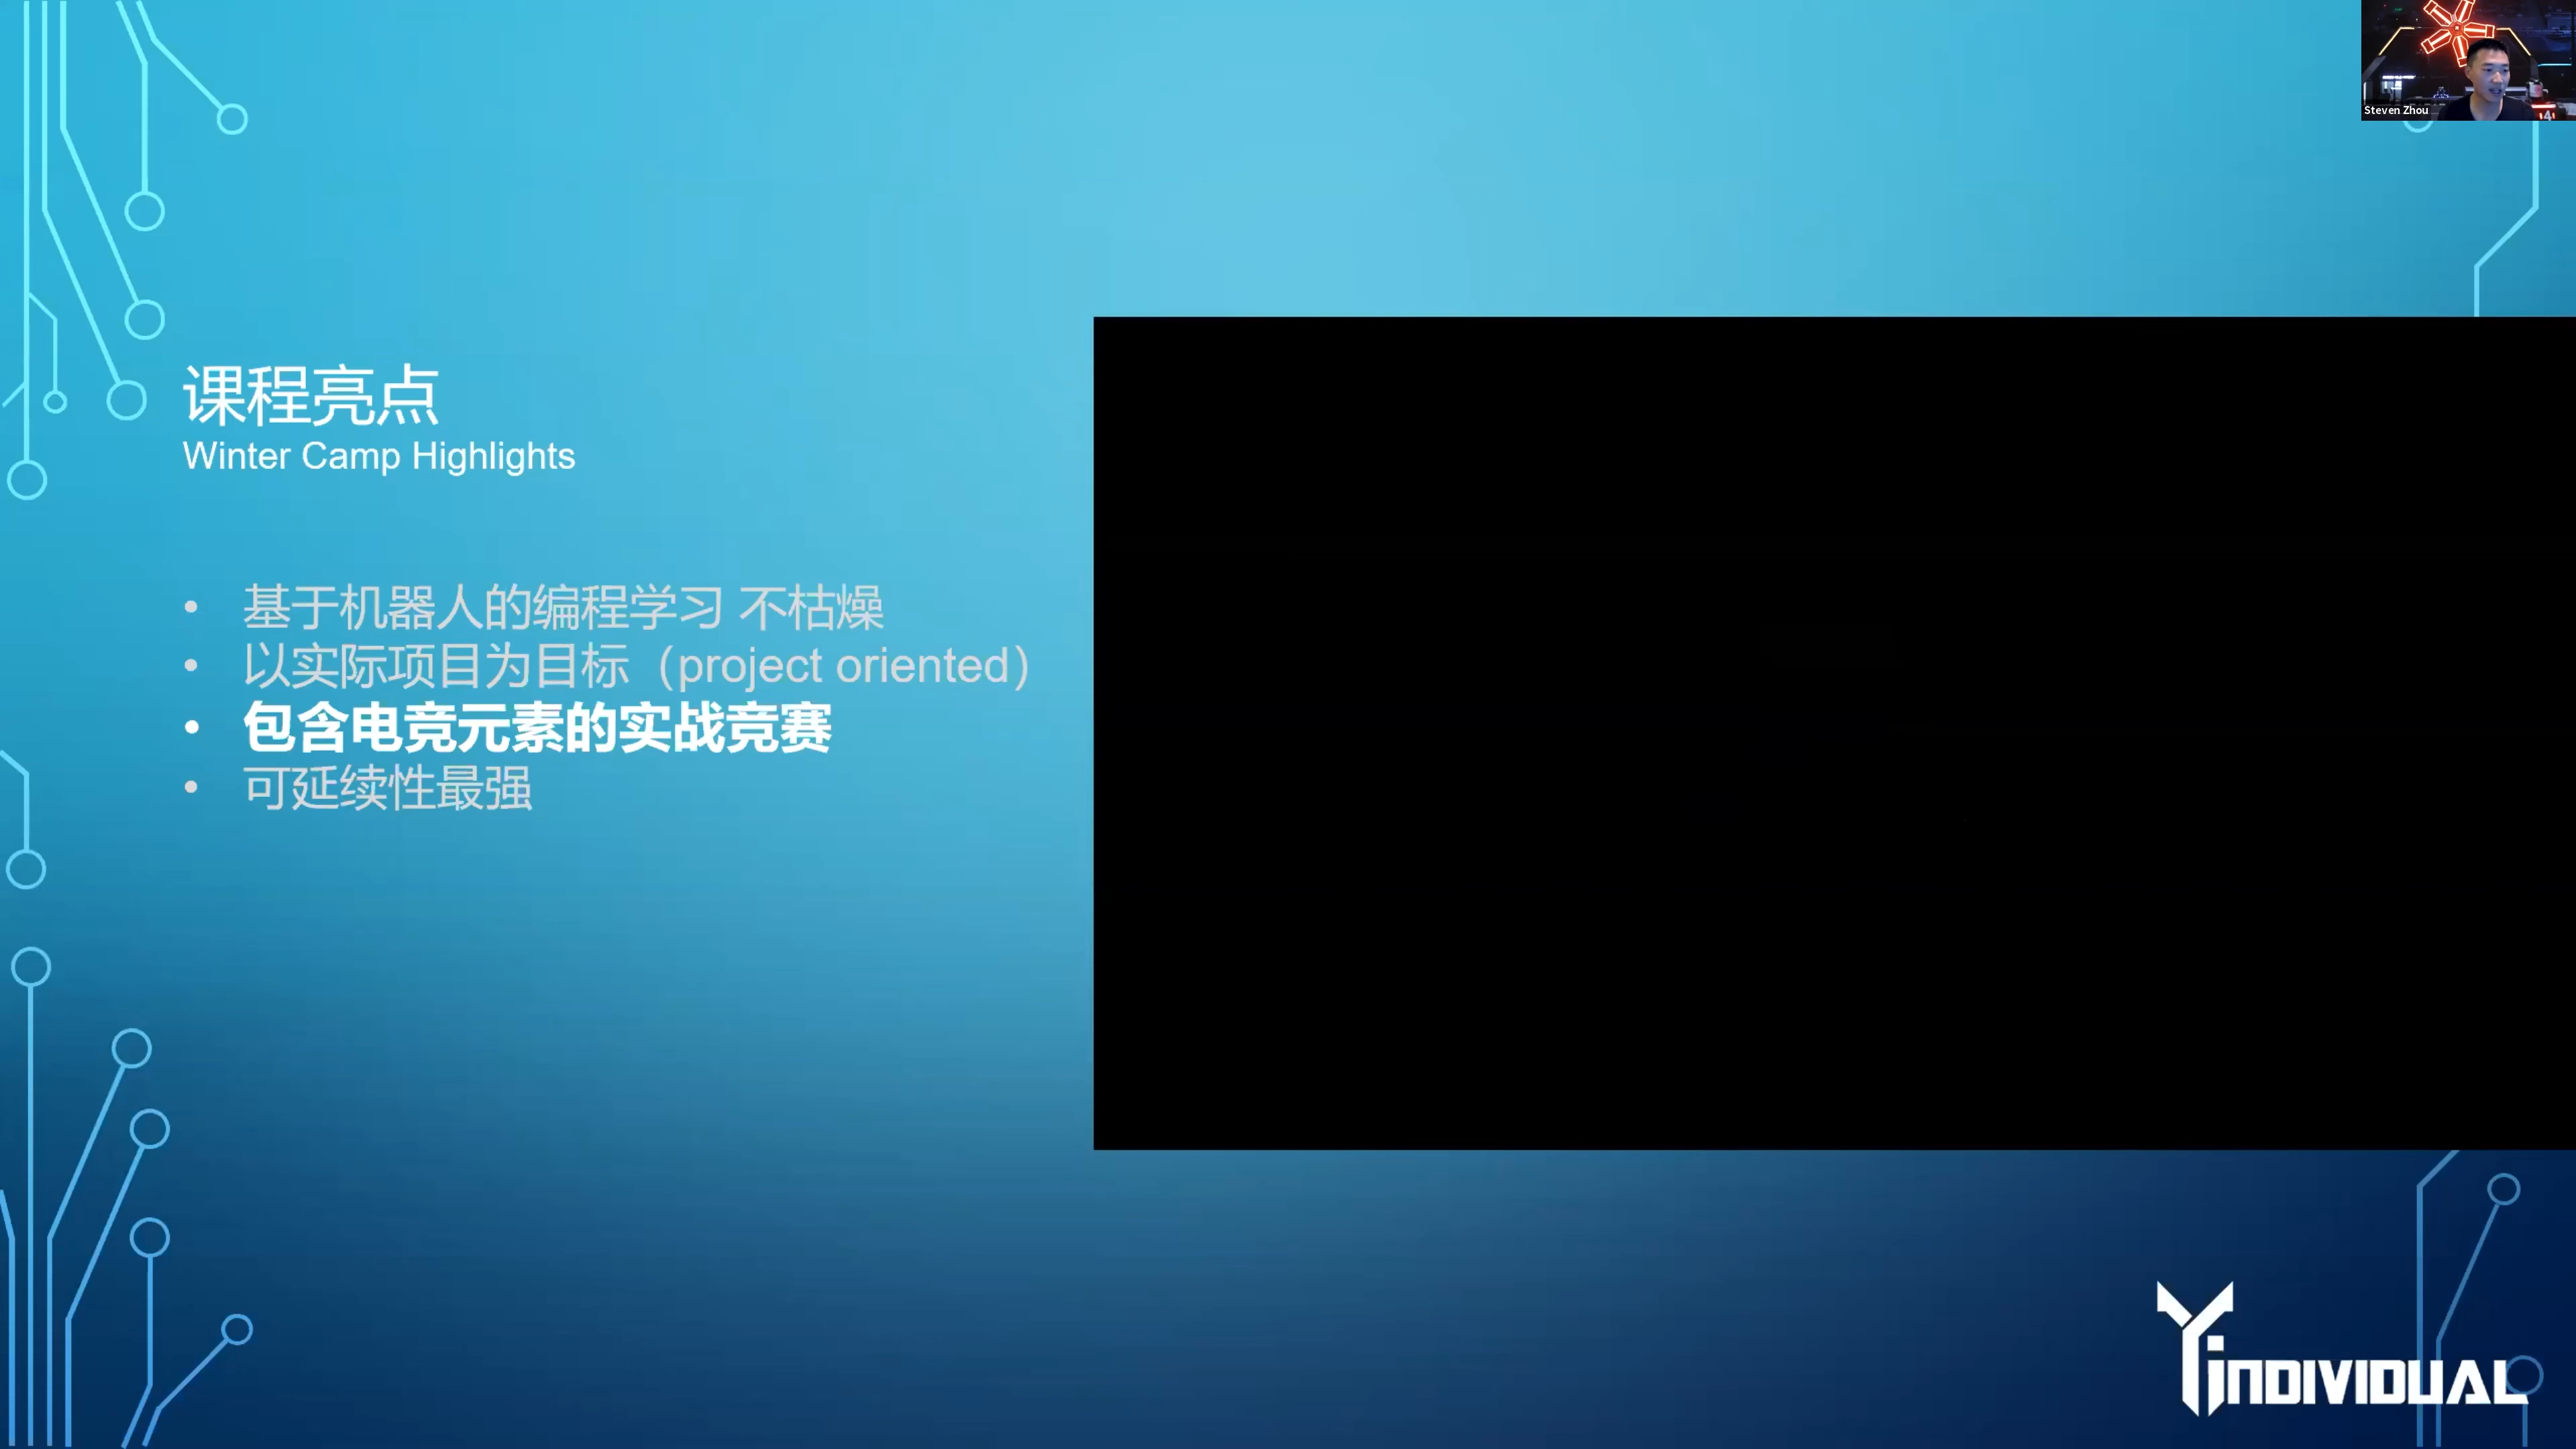 Steven Zhou
课程亮点
Winter Camp Highlights
• 基于机器人的编程学习 不枯燥
• 以实际项目为目标（project oriented）
• 包含电竞元素的实战竞赛
• 可延续性最强
YiNDIVIDUAL